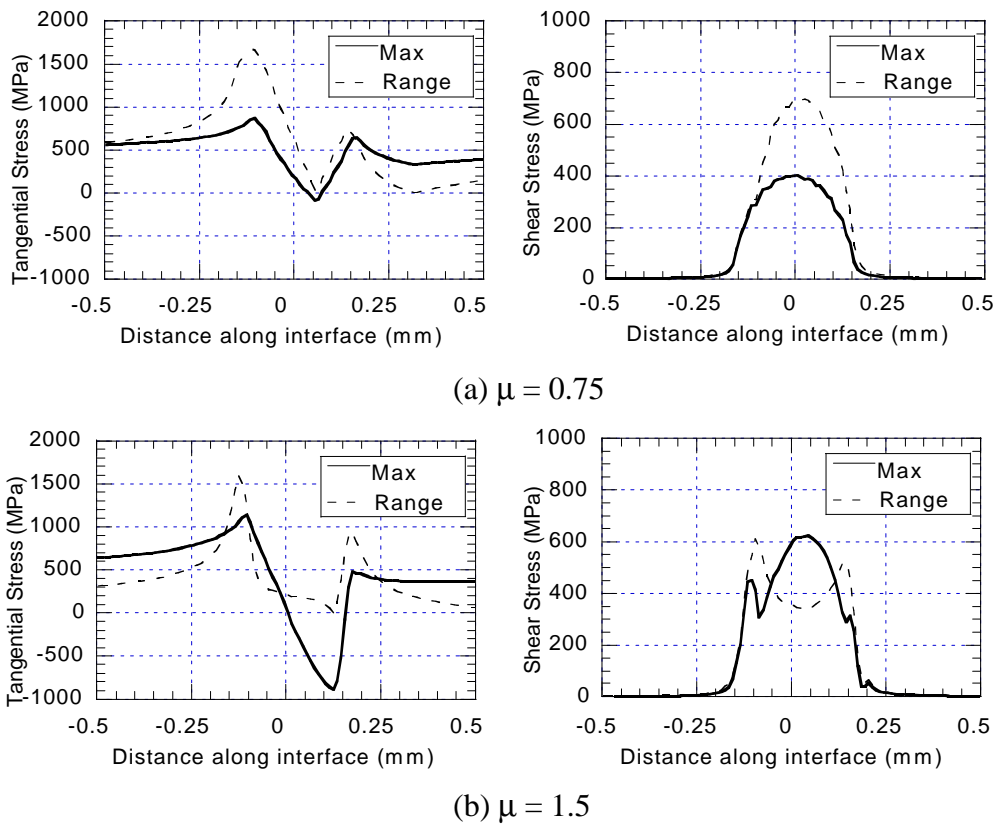 2000
1500
1000
500
0
-500
-1000
Tangential Stress (MPa)
Max
Range
-0.5
-0.25
0
0.25
0.5
Distance along interface (mm)
1000
800
600
400
200
0
Shear Stress (MPa)
Max
Range
-0.5
-0.25
0
0.25
0.5
Distance along interface (mm)
(a) μ = 0.75
2000
1500
1000
500
0
-500
-1000
Tangential Stress (MPa)
Max
Range
-0.5
-0.25
0
0.25
0.5
Distance along interface (mm)
1000
800
600
400
200
0
Shear Stress (MPa)
Max
Range
-0.5
-0.25
0
0.25
0.5
Distance along interface (mm)
(b) μ = 1.5